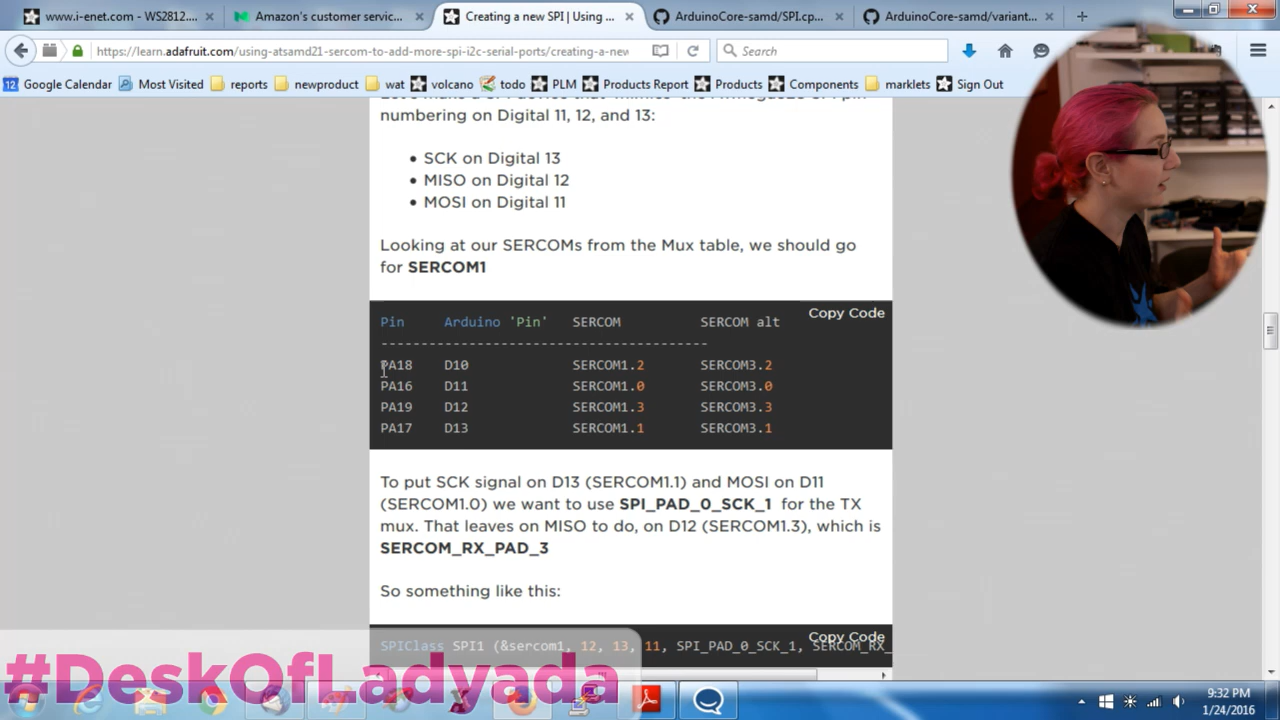 www.i-enet.com - WS2812.... × Amazon's customer servic... × Creating a new SPI | Using ... × ArduinoCore-samd/SPI.cp... × ArduinoCore-samd/variant... × +
https://learn.adafruit.com/using-atsamd21-sercom-to-add-more-spi-i2c-serial-ports/creating-a-new Search
12 Google Calendar Most Visited reports newproduct wat volcano todo PLM Products Report Products Components marklets Sign Out
numbering on Digital 11, 12, and 13:
• SCK on Digital 13
• MISO on Digital 12
• MOSI on Digital 11
Looking at our SERCOMs from the Mux table, we should go
for SERCOM1
Copy Code
Pin Arduino 'Pin' SERCOM SERCOM alt
-----------------------------------------
PA18 D10 SERCOM1.2 SERCOM3.2
PA16 D11 SERCOM1.0 SERCOM3.0
PA19 D12 SERCOM1.3 SERCOM3.3
PA17 D13 SERCOM1.1 SERCOM3.1
To put SCK signal on D13 (SERCOM1.1) and MOSI on D11
(SERCOM1.0) we want to use SPI_PAD_0_SCK_1 for the TX
mux. That leaves on MISO to do, on D12 (SERCOM1.3), which is
SERCOM_RX_PAD_3
So something like this:
Copy Code
SPIClass SPI1 (&sercom1, 12, 13, 11, SPI_PAD_0_SCK_1, SERCOM_RX_
#DeskOfLadyada
9:32 PM
1/24/2016